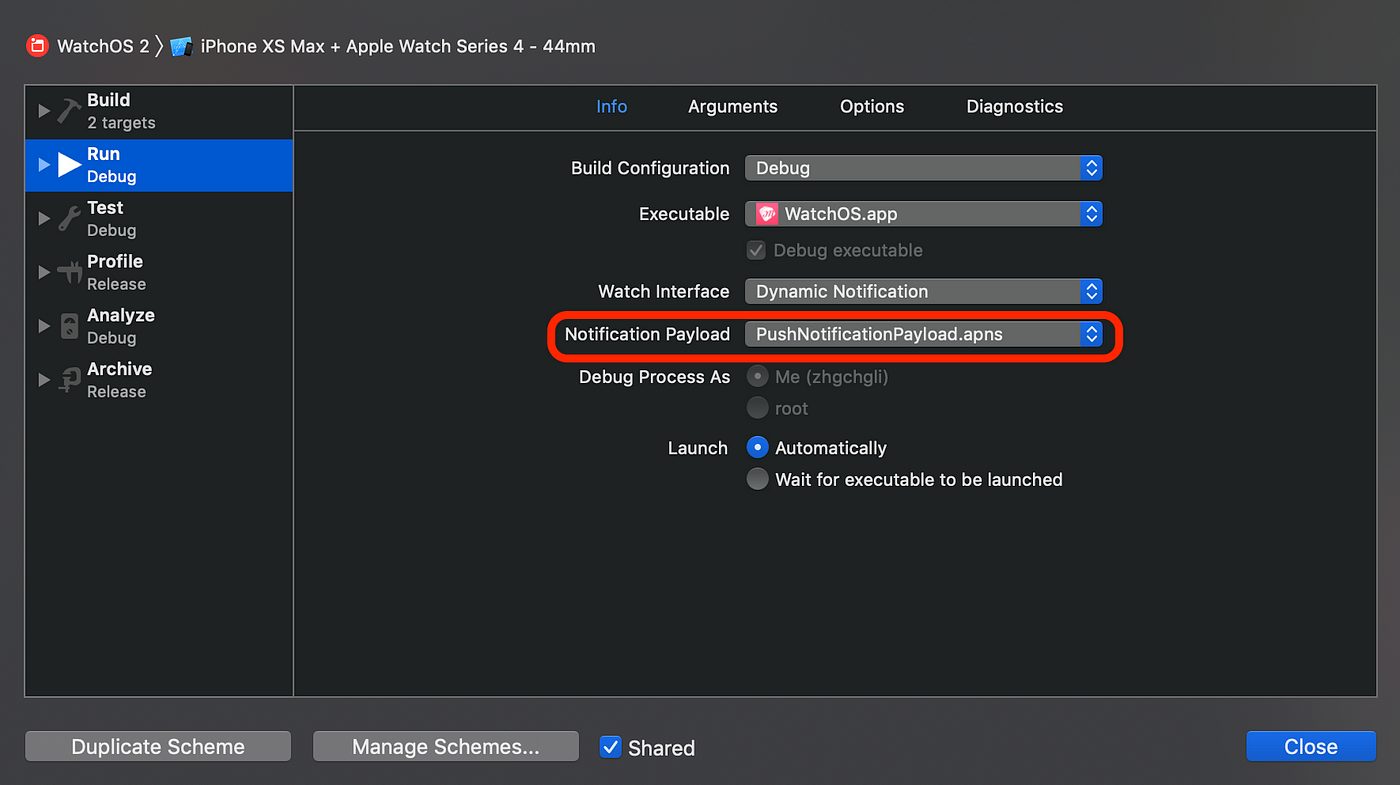 WatchOS 2 〉 iPhone XS Max + Apple Watch Series 4 - 44mm
Build
2 targets
Run
Debug
Test
Debug
Profile
Release
Analyze
Debug
Archive
Release
Info Arguments Options Diagnostics
Build Configuration Debug
Executable WatchOS.app
Debug executable
Watch Interface Dynamic Notification
Notification Payload PushNotificationPayload.apns
Debug Process As Me (zhgchgli)
root
Launch Automatically
Wait for executable to be launched
Duplicate Scheme Manage Schemes... Shared Close